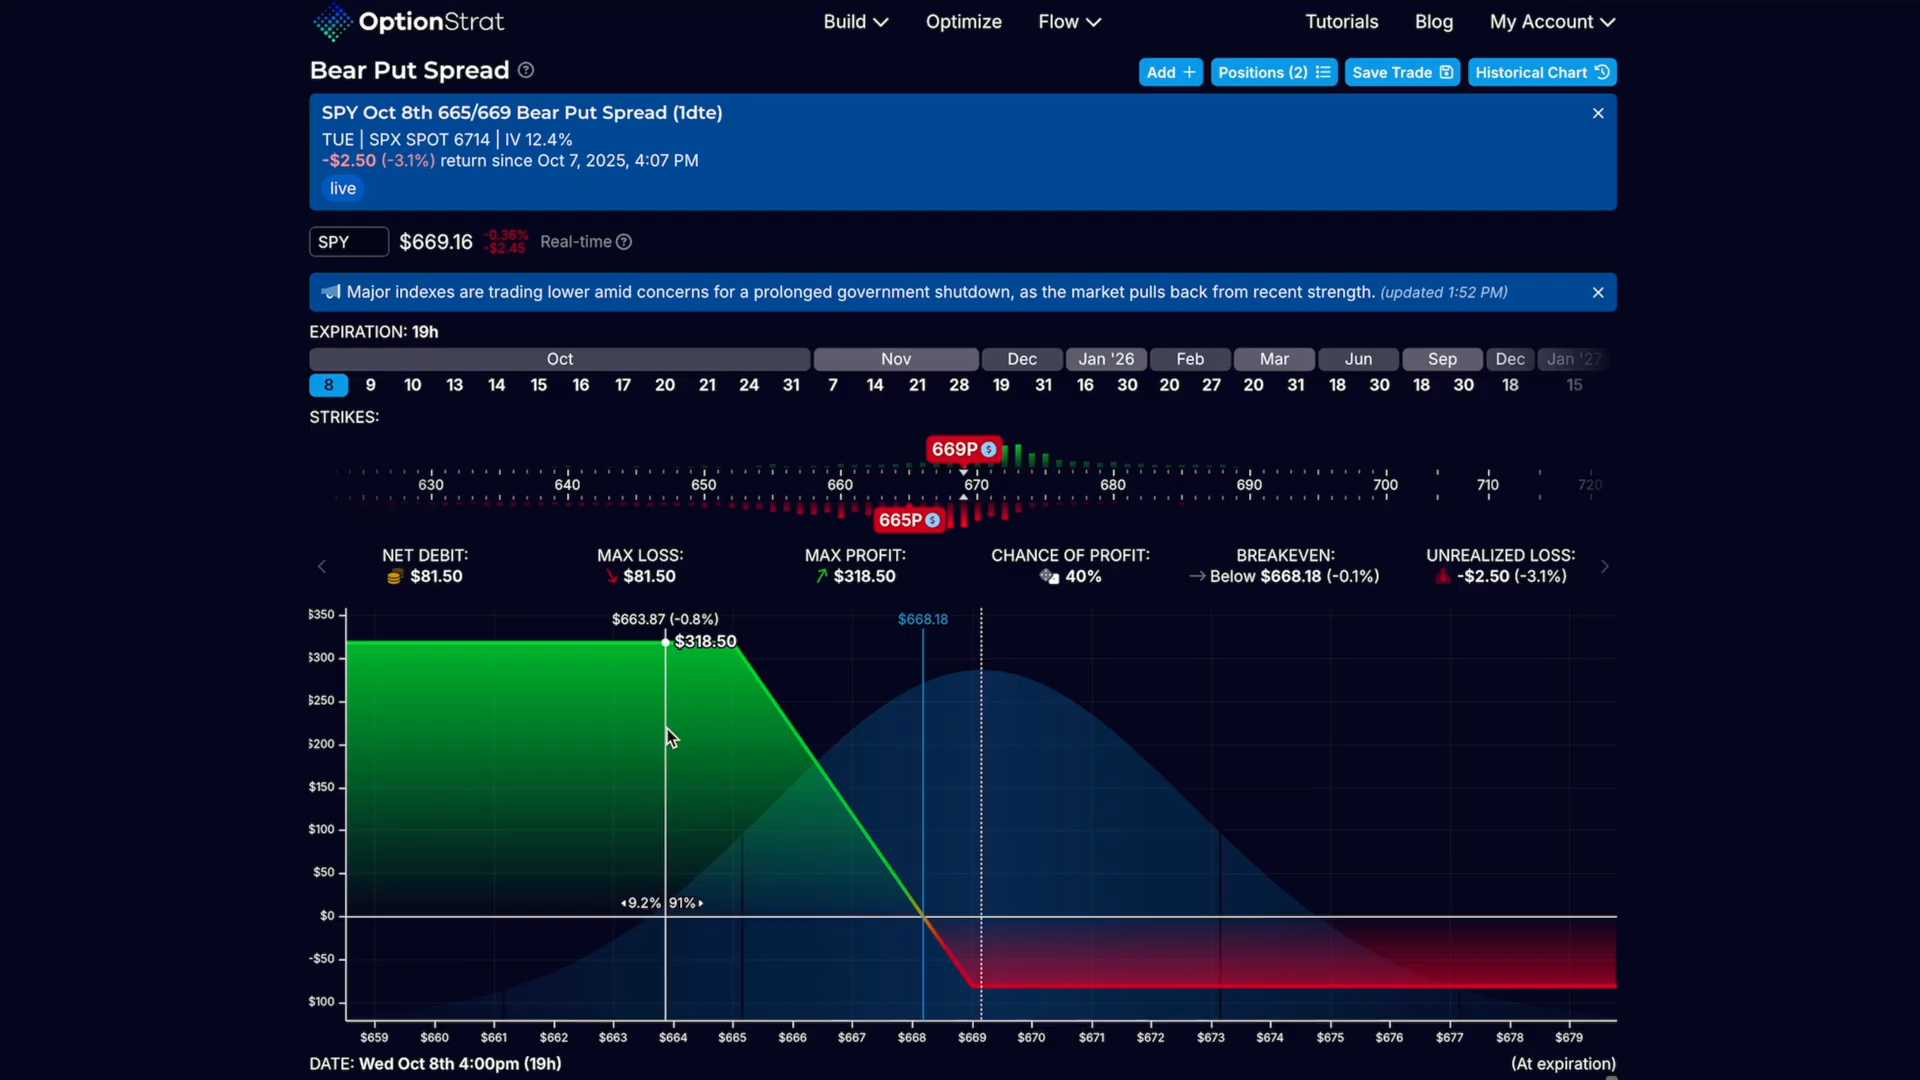 OptionStrat
Build Optimize Flow Tutorials Blog My Account
Bear Put Spread ?
Add + Positions (2) Save Trade Historical Chart
SPY Oct 8th 665/669 Bear Put Spread (1dte)
TUE | SPX SPOT 6714 | IV 12.4%
-$2.50 (-3.1%) return since Oct 7, 2025, 4:07 PM
live
SPY $669.16 -0.36% -$2.45 Real-time ?
Major indexes are trading lower amid concerns for a prolonged government shutdown, as the market pulls back from recent strength. (updated 1:52 PM)
EXPIRATION: 19h
Oct Nov Dec Jan '26 Feb Mar Jun Sep Dec Jan '27
8 9 10 13 14 15 16 17 20 21 24 31 7 14 21 28 19 31 16 30 20 27 20 31 18 30 18 30 18 15
STRIKES:
669P $
630 640 650 660 670 680 690 700 710 720
665P $
NET DEBIT: MAX LOSS: MAX PROFIT: CHANCE OF PROFIT: BREAKEVEN: UNREALIZED LOSS:
$81.50 $81.50 $318.50 40% Below $668.18 (-0.1%) -$2.50 (-3.1%)
$350 $663.87 (-0.8%) $668.18
$318.50
$300
$250
$200
$150
$100
$50
9.2% 91%
$0
-$50
$100
$659 $660 $661 $662 $663 $664 $665 $666 $667 $668 $669 $670 $671 $672 $673 $674 $675 $676 $677 $678 $679
DATE: Wed Oct 8th 4:00pm (19h) (At expiration)